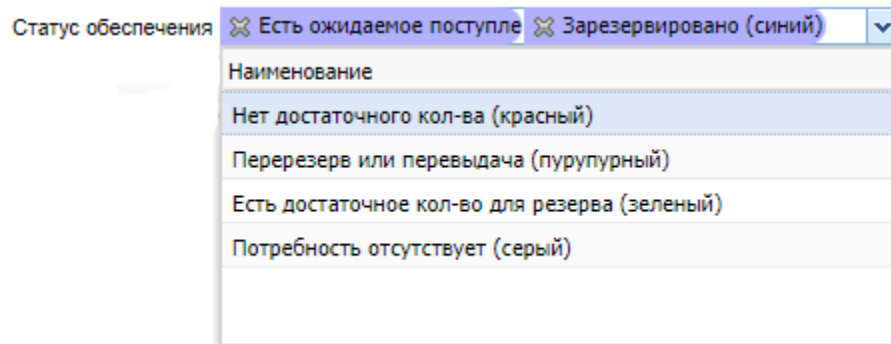 Статус обеспечения Есть ожидаемое поступле Зарезервировано (синий)
Наименование
Нет достаточного кол-ва (красный)
Перерезерв или перевыдача (пурупурный)
Есть достаточное кол-во для резерва (зеленый)
Потребность отсутствует (серый)